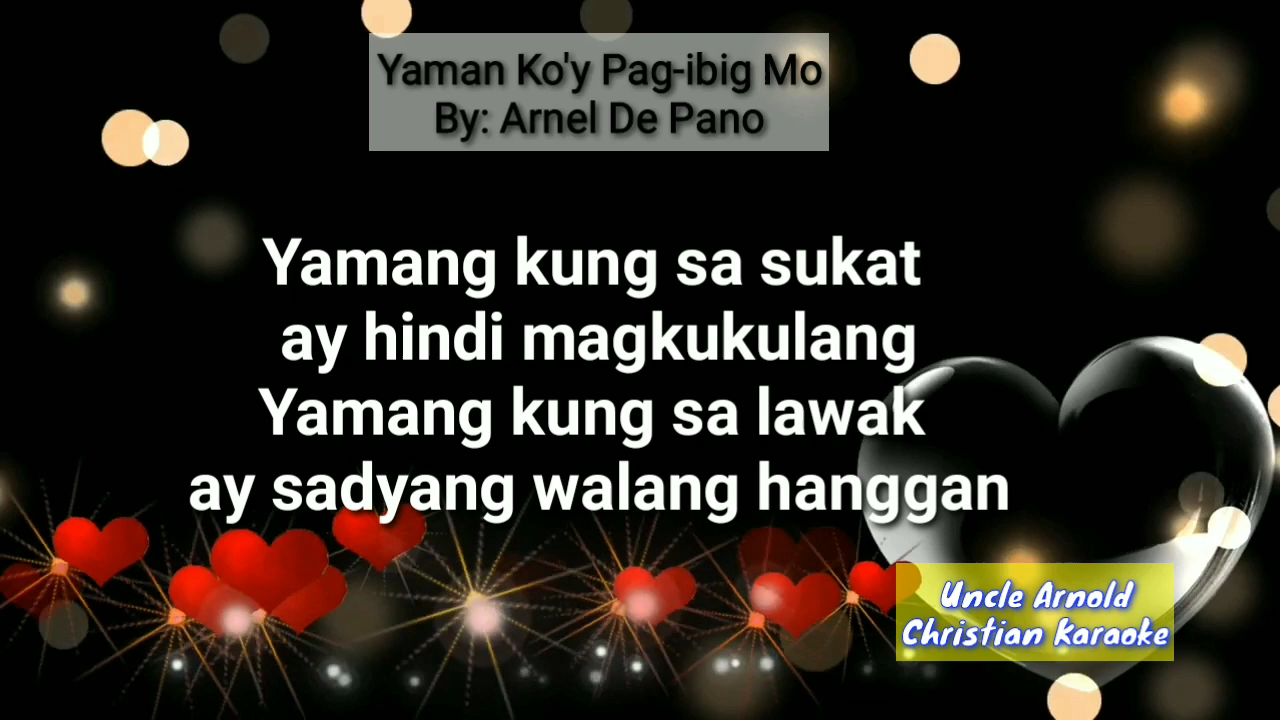 Yaman Ko'y Pag-ibig Mo
By: Arnel De Pano
Yamang kung sa sukat
ay hindi magkukulang
Yamang kung sa lawak
ay sadyang walang hanggan
Uncle Arnold
Christian Karaoke